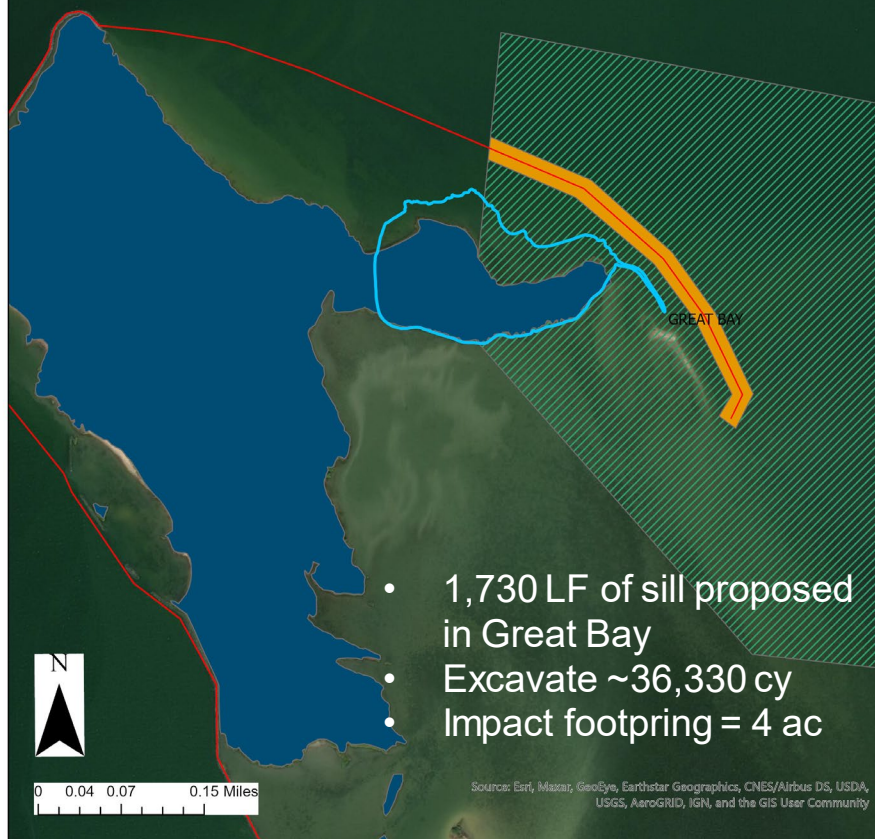 GREAT BAY
• 1,730 LF of sill proposed
in Great Bay
• Excavate ~36,330 cy
• Impact footpring = 4 ac
N
0 0.04 0.07 0.15 Miles
Source: Esri, Maxar, GeoEye, Earthstar Geographics, CNES/Airbus DS, USDA,
USGS, AeroGRID, IGN, and the GIS User Community